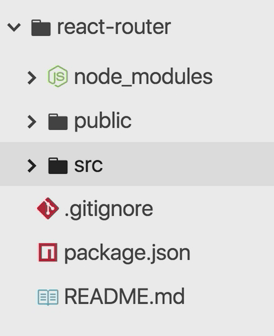 react-router
node_modules
public
src
.gitignore
package.json
README.md